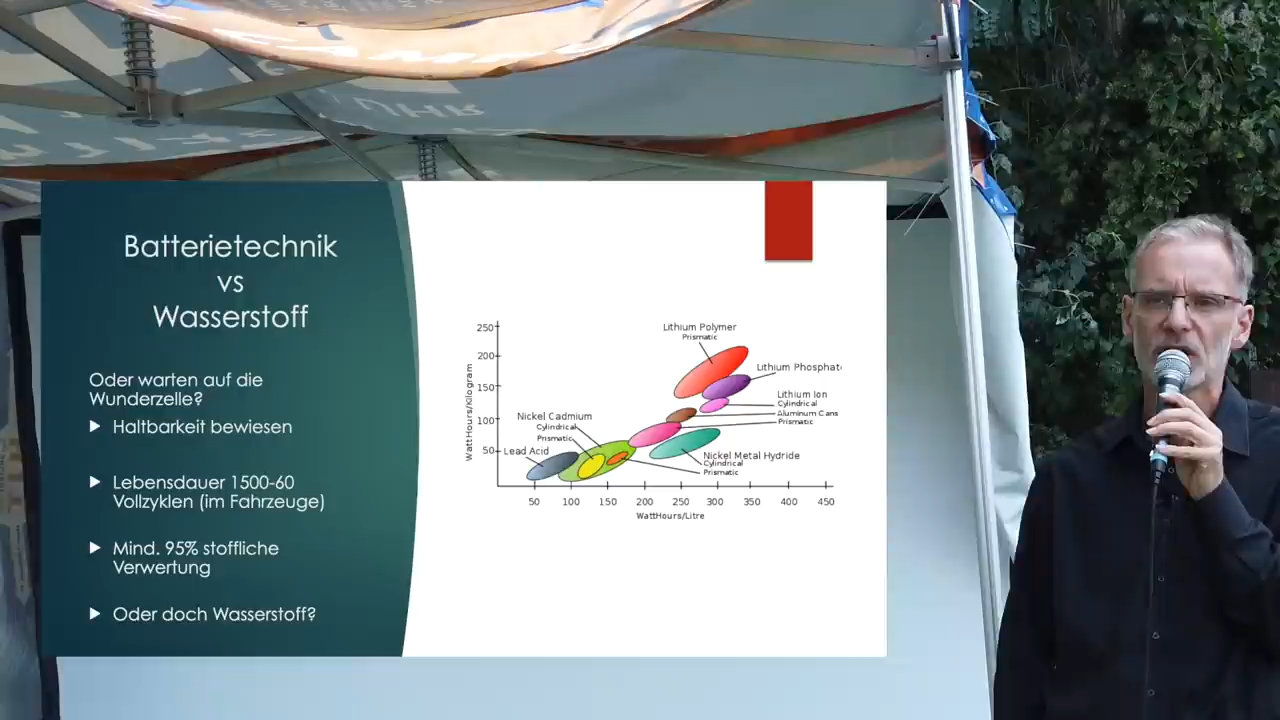 UHR
Batterietechnik
vs
Wasserstoff
Oder warten auf die
Wunderzelle?
Haltbarkeit bewiesen
Lebensdauer 1500-60
Vollzyklen (im Fahrzeuge)
Mind. 95% stoffliche
Verwertung
Oder doch Wasserstoff?
WattHours/Kilogram
250
200
150
100
50
Lithium Polymer
Prismatic
Lithium Phosphat
Lithium Ion
Cylindrical
Aluminum Cans
Prismatic
Nickel Cadmium
Cylindrical
Prismatic
Lead Acid
Nickel Metal Hydride
Cylindrical
Prismatic
50
100
150
200
250
300
350
400
450
WattHours/Litre